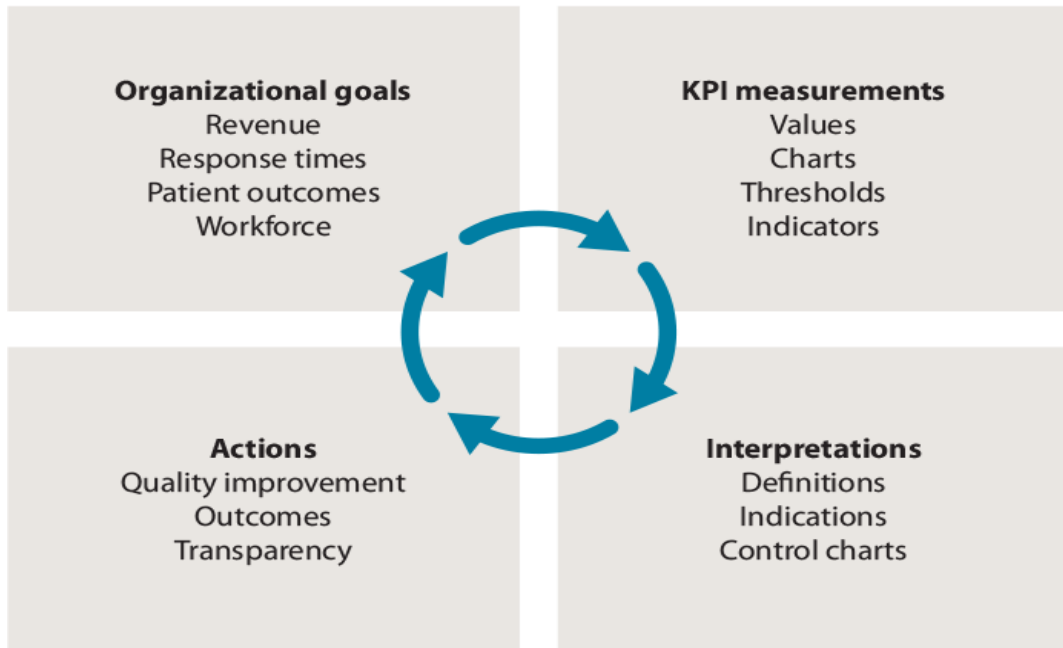 Organizational goals
Revenue
Response times
Patient outcomes
Workforce
KPI measurements
Values
Charts
Thresholds
Indicators
Actions
Quality improvement
Outcomes
Transparency
Interpretations
Definitions
Indications
Control charts